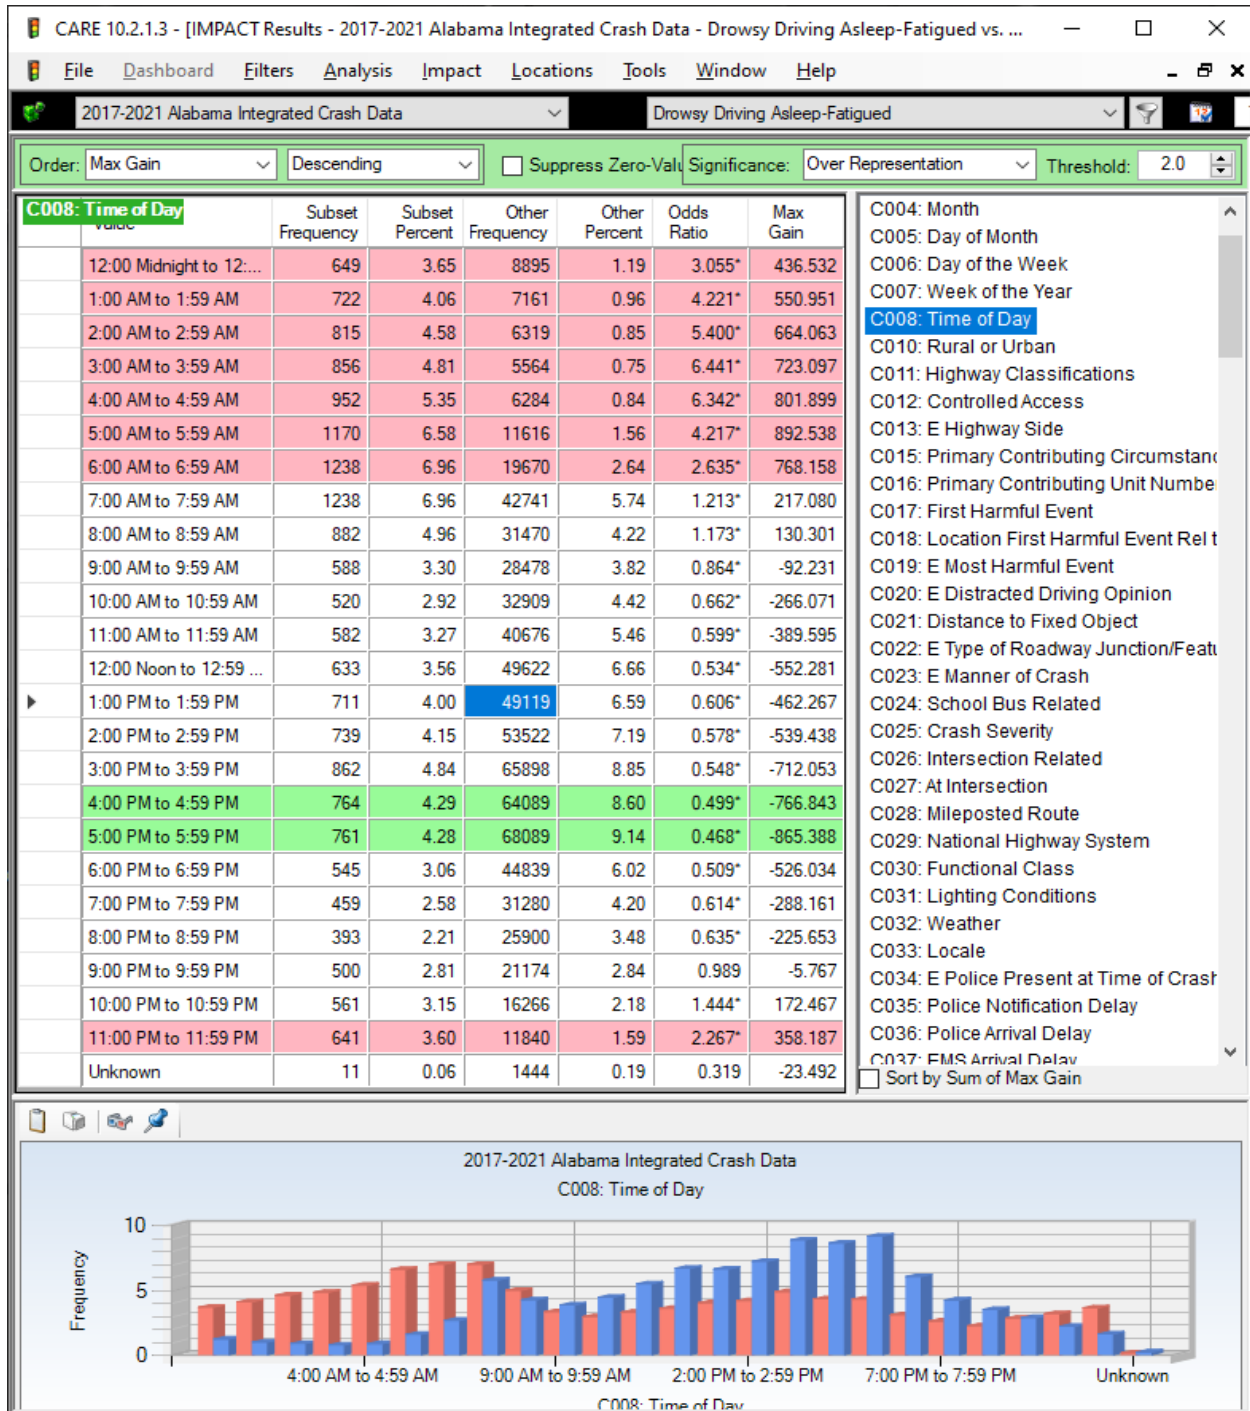 CARE 10.2.1.3 - [IMPACT Results - 2017-2021 Alabama Integrated Crash Data - Drowsy Driving Asleep-Fatigued vs. ...
File Dashboard Filters Analysis Impact Locations Tools Window Help
2017-2021 Alabama Integrated Crash Data Drowsy Driving Asleep-Fatigued
Order: Max Gain Descending Suppress Zero-Valu Significance: Over Representation Threshold: 2.0
C008: Time of Day Subset Frequency Subset Percent Other Frequency Other Percent Odds Ratio Max Gain
12:00 Midnight to 12:... 649 3.65 8895 1.19 3.055* 436.532
1:00 AM to 1:59 AM 722 4.06 7161 0.96 4.221* 550.951
2:00 AM to 2:59 AM 815 4.58 6319 0.85 5.400* 664.063
3:00 AM to 3:59 AM 856 4.81 5564 0.75 6.441* 723.097
4:00 AM to 4:59 AM 952 5.35 6284 0.84 6.342* 801.899
5:00 AM to 5:59 AM 1170 6.58 11616 1.56 4.217* 892.538
6:00 AM to 6:59 AM 1238 6.96 19670 2.64 2.635* 768.158
7:00 AM to 7:59 AM 1238 6.96 42741 5.74 1.213* 217.080
8:00 AM to 8:59 AM 882 4.96 31470 4.22 1.173* 130.301
9:00 AM to 9:59 AM 588 3.30 28478 3.82 0.864* -92.231
10:00 AM to 10:59 AM 520 2.92 32909 4.42 0.662* -266.071
11:00 AM to 11:59 AM 582 3.27 40676 5.46 0.599* -389.595
12:00 Noon to 12:59 ... 633 3.56 49622 6.66 0.534* -552.281
1:00 PM to 1:59 PM 711 4.00 49119 6.59 0.606* -462.267
2:00 PM to 2:59 PM 739 4.15 53522 7.19 0.578* -539.438
3:00 PM to 3:59 PM 862 4.84 65898 8.85 0.548* -712.053
4:00 PM to 4:59 PM 764 4.29 64089 8.60 0.499* -766.843
5:00 PM to 5:59 PM 761 4.28 68089 9.14 0.468* -865.388
6:00 PM to 6:59 PM 545 3.06 44839 6.02 0.509* -526.034
7:00 PM to 7:59 PM 459 2.58 31280 4.20 0.614* -288.161
8:00 PM to 8:59 PM 393 2.21 25900 3.48 0.635* -225.653
9:00 PM to 9:59 PM 500 2.81 21174 2.84 0.989 -5.767
10:00 PM to 10:59 PM 561 3.15 16266 2.18 1.444* 172.467
11:00 PM to 11:59 PM 641 3.60 11840 1.59 2.267* 358.187
Unknown 11 0.06 1444 0.19 0.319 -23.492
C004: Month
C005: Day of Month
C006: Day of the Week
C007: Week of the Year
C008: Time of Day
C010: Rural or Urban
C011: Highway Classifications
C012: Controlled Access
C013: E Highway Side
C015: Primary Contributing Circumstanc
C016: Primary Contributing Unit Numbe
C017: First Harmful Event
C018: Location First Harmful Event Rel t
C019: E Most Harmful Event
C020: E Distracted Driving Opinion
C021: Distance to Fixed Object
C022: E Type of Roadway Junction/Featu
C023: E Manner of Crash
C024: School Bus Related
C025: Crash Severity
C026: Intersection Related
C027: At Intersection
C028: Mileposted Route
C029: National Highway System
C030: Functional Class
C031: Lighting Conditions
C032: Weather
C033: Locale
C034: E Police Present at Time of Crash
C035: Police Notification Delay
C036: Police Arrival Delay
C037: EMS Arrival Delay
Sort by Sum of Max Gain
2017-2021 Alabama Integrated Crash Data
C008: Time of Day
Frequency
10
5
0
4:00 AM to 4:59 AM 9:00 AM to 9:59 AM 2:00 PM to 2:59 PM 7:00 PM to 7:59 PM Unknown
C008: Time of Day